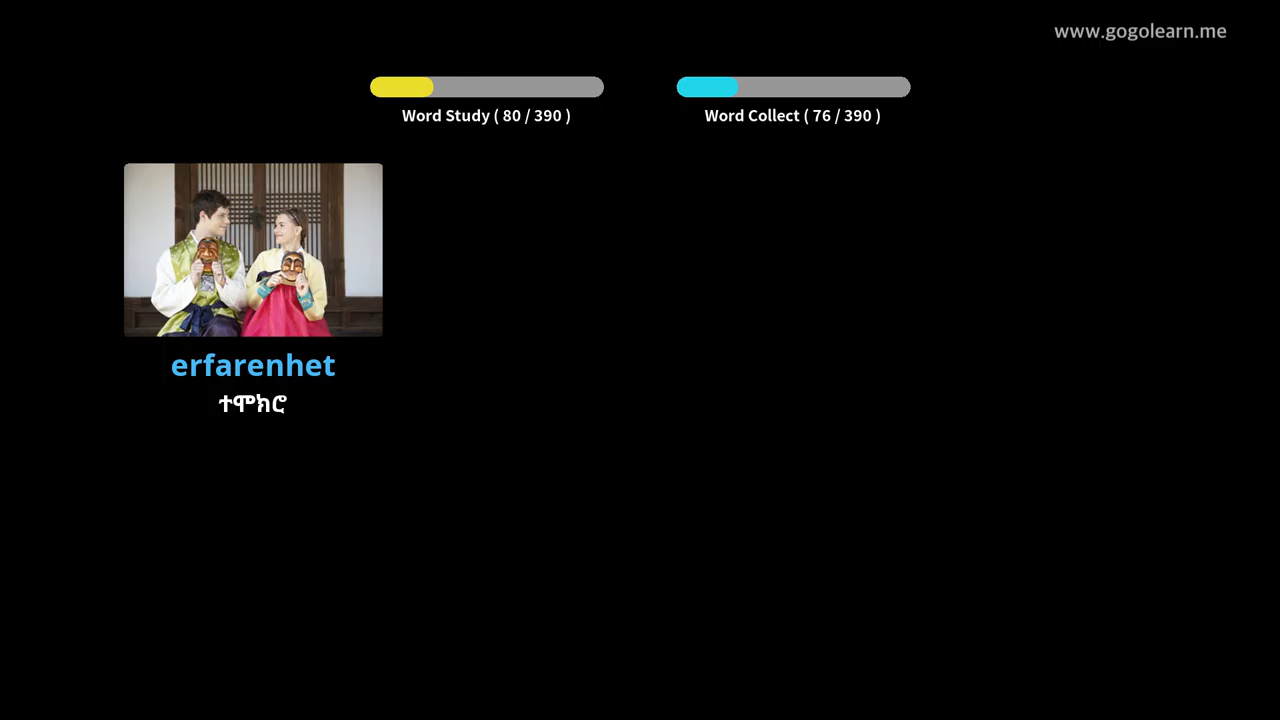 www.gogolearn.me
Word Study ( 80 / 390 )
Word Collect ( 76 / 390 )
erfarenhet
ተሞክሮ